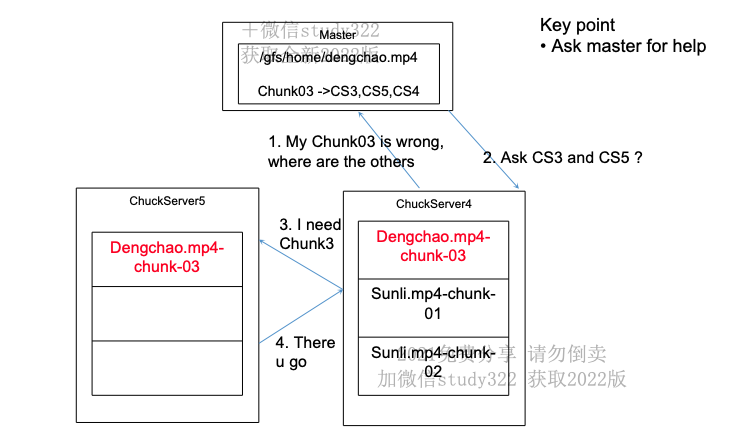 ＋微信study322
获取全新2022版
Master
/gfs/home/dengchao.mp4
Chunk03 ->CS3,CS5,CS4
Key point
• Ask master for help
1. My Chunk03 is wrong,
where are the others
2. Ask CS3 and CS5 ?
ChuckServer5
Dengchao.mp4-
chunk-03
3. I need
Chunk3
4. There
u go
ChuckServer4
Dengchao.mp4-
chunk-03
Sunli.mp4-chunk-
01
Sunli.mp4-chunk-
02
2021免费分享 请勿倒卖
加微信study322 获取2022版